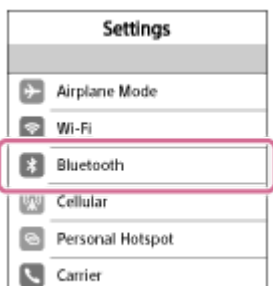 Settings
Airplane Mode
Wi-Fi
Bluetooth
Cellular
Personal Hotspot
Carrier